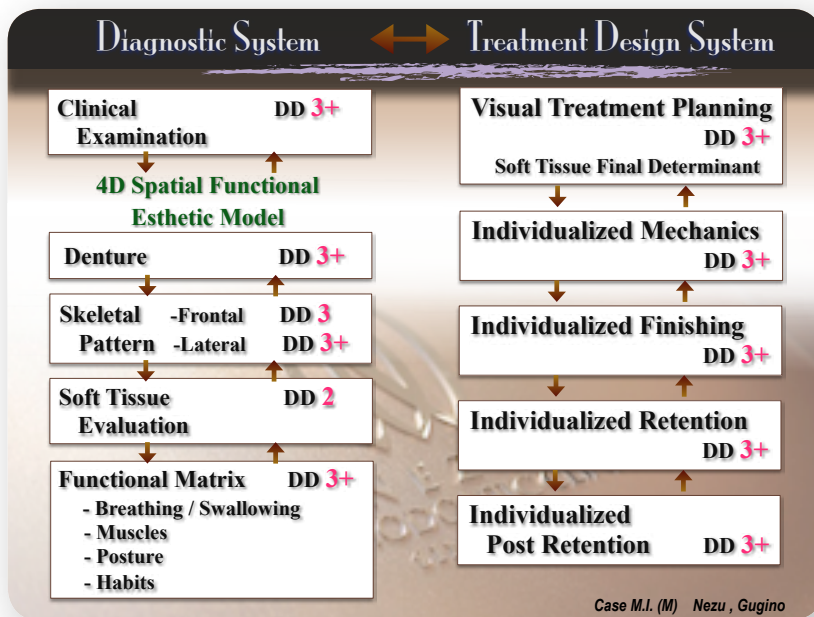 Diagnostic System
Treatment Design System
Clinical DD 3+
Examination
4D Spatial Functional
Esthetic Model
Denture DD 3+
Skeletal -Frontal DD 3
Pattern -Lateral DD 3+
Soft Tissue DD 2
Evaluation
Functional Matrix DD 3+
- Breathing / Swallowing
- Muscles
- Posture
- Habits
Visual Treatment Planning
DD 3+
Soft Tissue Final Determinant
Individualized Mechanics
DD 3+
Individualized Finishing
DD 3+
Individualized Retention
DD 3+
Individualized
Post Retention DD 3+
Case M.I. (M) Nezu , Gugino